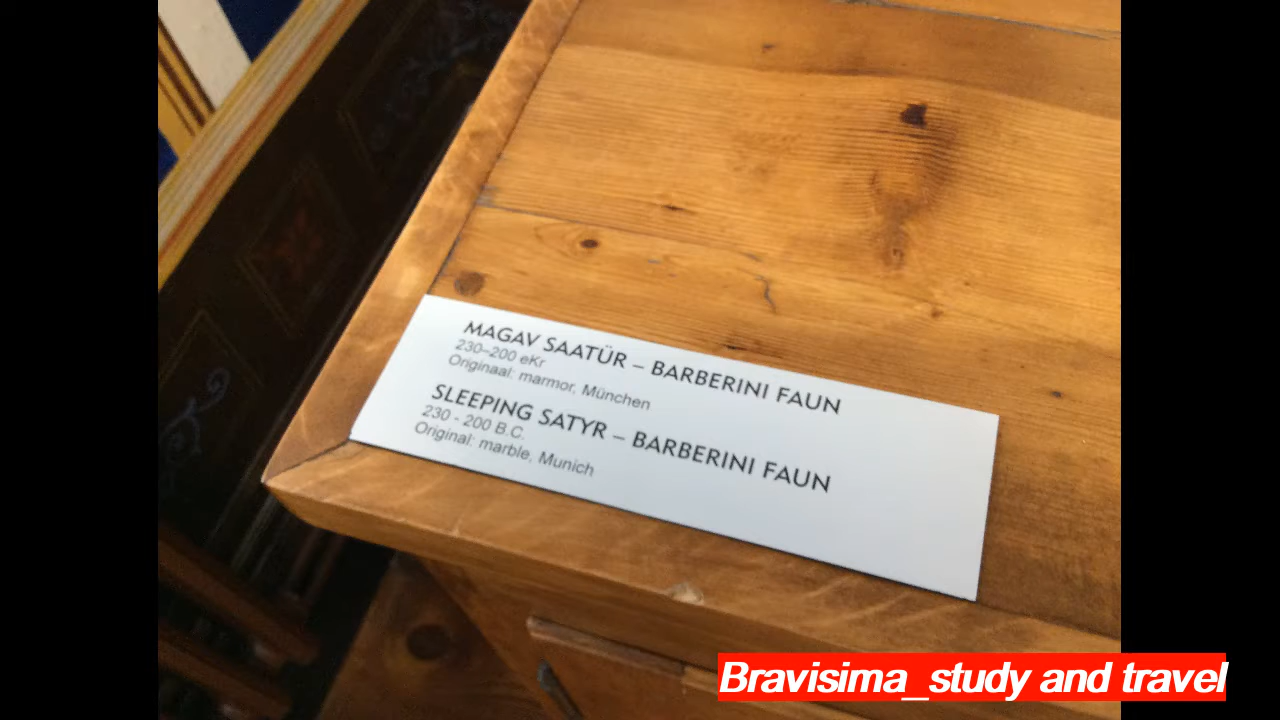 MAGAV SAATÜR – BARBERINI FAUN
230–200 eKr
Originaal: marmor, München
SLEEPING SATYR – BARBERINI FAUN
230 - 200 B.C.
Original: marble, Munich
Bravisima_study and travel